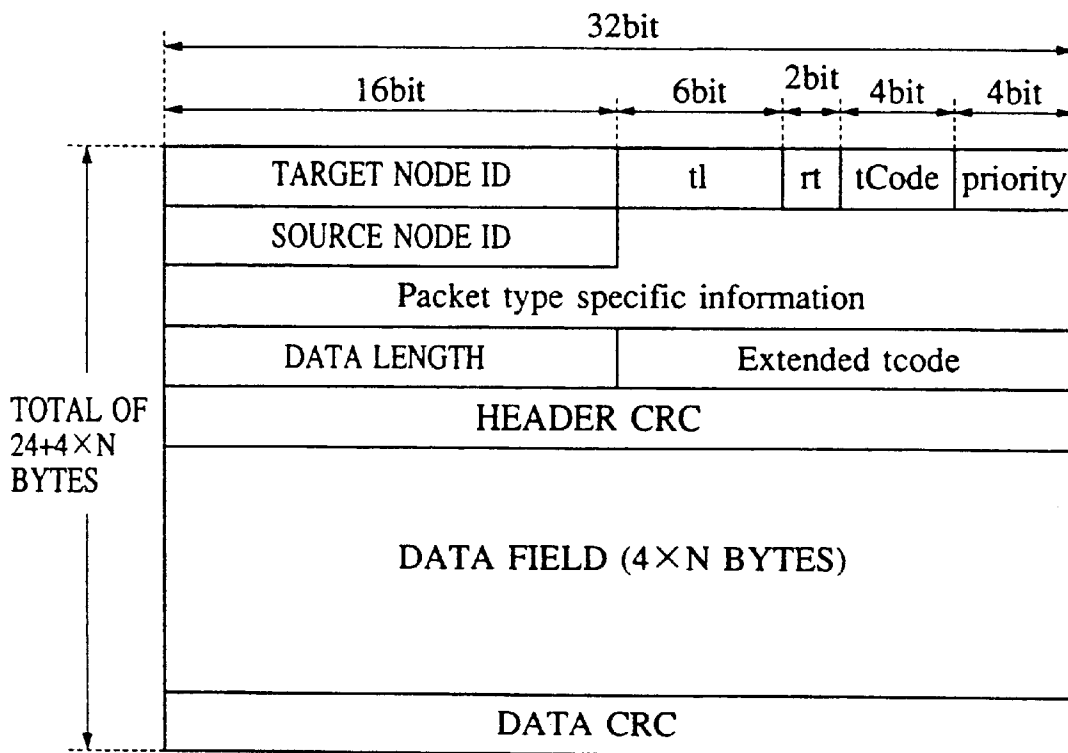 32bit
16bit 6bit 2bit 4bit 4bit
TARGET NODE ID tl rt tCode priority
SOURCE NODE ID
Packet type specific information
DATA LENGTH Extended tcode
HEADER CRC
TOTAL OF
24+4×N
BYTES
DATA FIELD (4×N BYTES)
DATA CRC